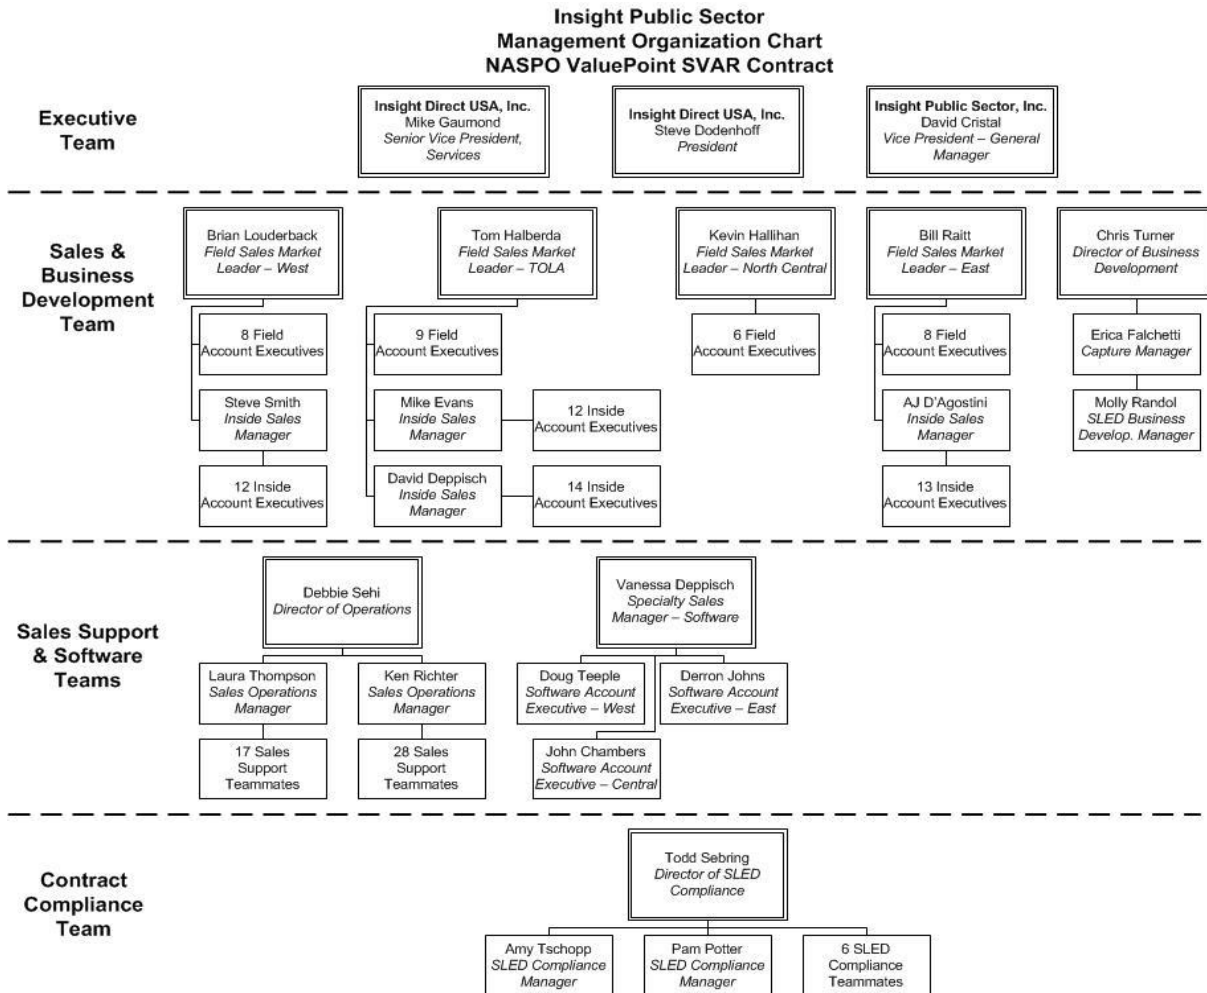 Insight Public Sector
Management Organization Chart
NASPO ValuePoint SVAR Contract
Executive
Team
Insight Direct USA, Inc.
Mike Gaumond
Senior Vice President,
Services
Insight Direct USA, Inc.
Steve Dodenhoff
President
Insight Public Sector, Inc.
David Cristal
Vice President – General
Manager
Sales &
Business
Development
Team
Brian Louderback
Field Sales Market
Leader – West
Tom Halberda
Field Sales Market
Leader – TOLA
Kevin Hallihan
Field Sales Market
Leader – North Central
Bill Raitt
Field Sales Market
Leader – East
Chris Turner
Director of Business
Development
8 Field
Account Executives
9 Field
Account Executives
6 Field
Account Executives
8 Field
Account Executives
Erica Falchetti
Capture Manager
Steve Smith
Inside Sales
Manager
Mike Evans
Inside Sales
Manager
12 Inside
Account Executives
AJ D'Agostini
Inside Sales
Manager
Molly Randol
SLED Business
Develop. Manager
12 Inside
Account Executives
David Deppisch
Inside Sales
Manager
14 Inside
Account Executives
13 Inside
Account Executives
Sales Support
& Software
Teams
Debbie Sehi
Director of Operations
Vanessa Deppisch
Specialty Sales
Manager – Software
Laura Thompson
Sales Operations
Manager
Ken Richter
Sales Operations
Manager
Doug Teeple
Software Account
Executive – West
Derron Johns
Software Account
Executive – East
17 Sales
Support
Teammates
28 Sales
Support
Teammates
John Chambers
Software Account
Executive – Central
Contract
Compliance
Team
Todd Sebring
Director of SLED
Compliance
Amy Tschopp
SLED Compliance
Manager
Pam Potter
SLED Compliance
Manager
6 SLED
Compliance
Teammates